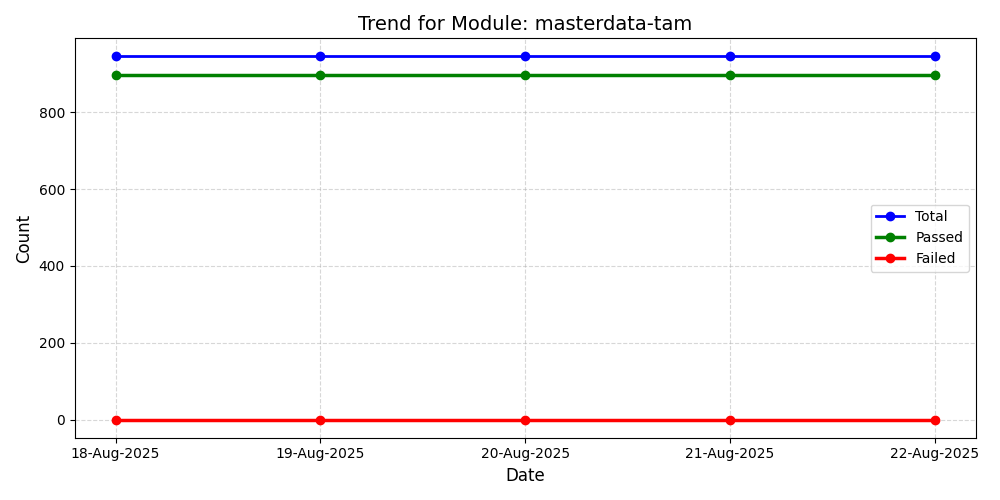 Trend for Module: masterdata-tam
Count
800
600
400
200
0
Total
Passed
Failed
18-Aug-2025 19-Aug-2025 20-Aug-2025 21-Aug-2025 22-Aug-2025
Date